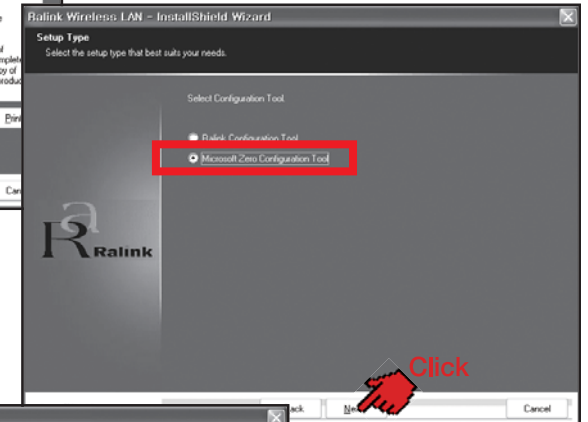 Ralink Wireless LAN - InstallShield Wizard
Setup Type
Select the setup type that best suits your needs.
Select Configuration Tool.
Ralink Configuration Tool
Microsoft Zero Configuration Tool
Ralink
Click
Cancel